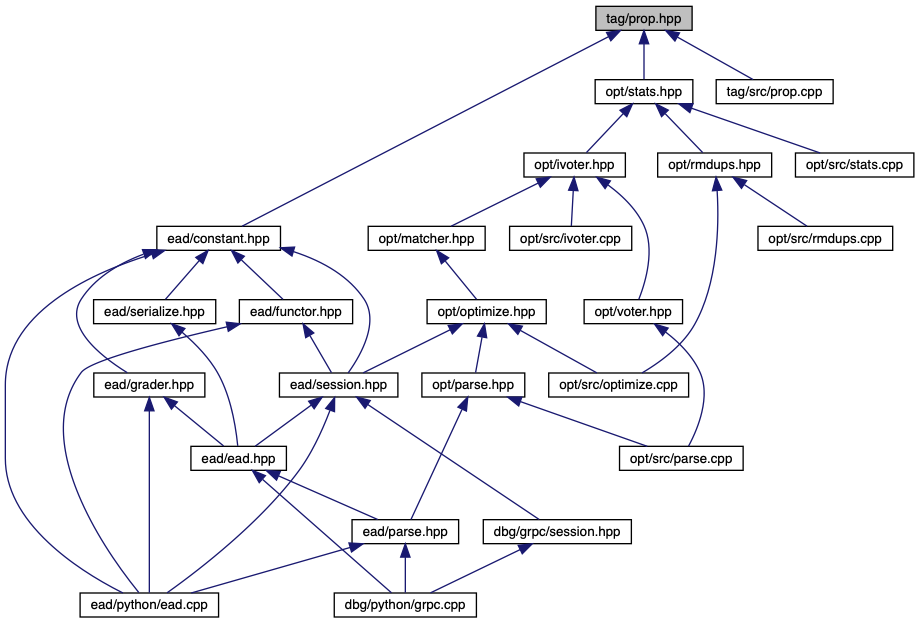 tag/prop.hpp
opt/stats.hpp
tag/src/prop.cpp
opt/ivoter.hpp
opt/rmdups.hpp
opt/src/stats.cpp
ead/constant.hpp
opt/matcher.hpp
opt/src/ivoter.cpp
opt/src/rmdups.cpp
ead/serialize.hpp
ead/functor.hpp
opt/optimize.hpp
opt/voter.hpp
ead/grader.hpp
ead/session.hpp
opt/parse.hpp
opt/src/optimize.cpp
ead/ead.hpp
opt/src/parse.cpp
ead/parse.hpp
dbg/grpc/session.hpp
ead/python/ead.cpp
dbg/python/grpc.cpp